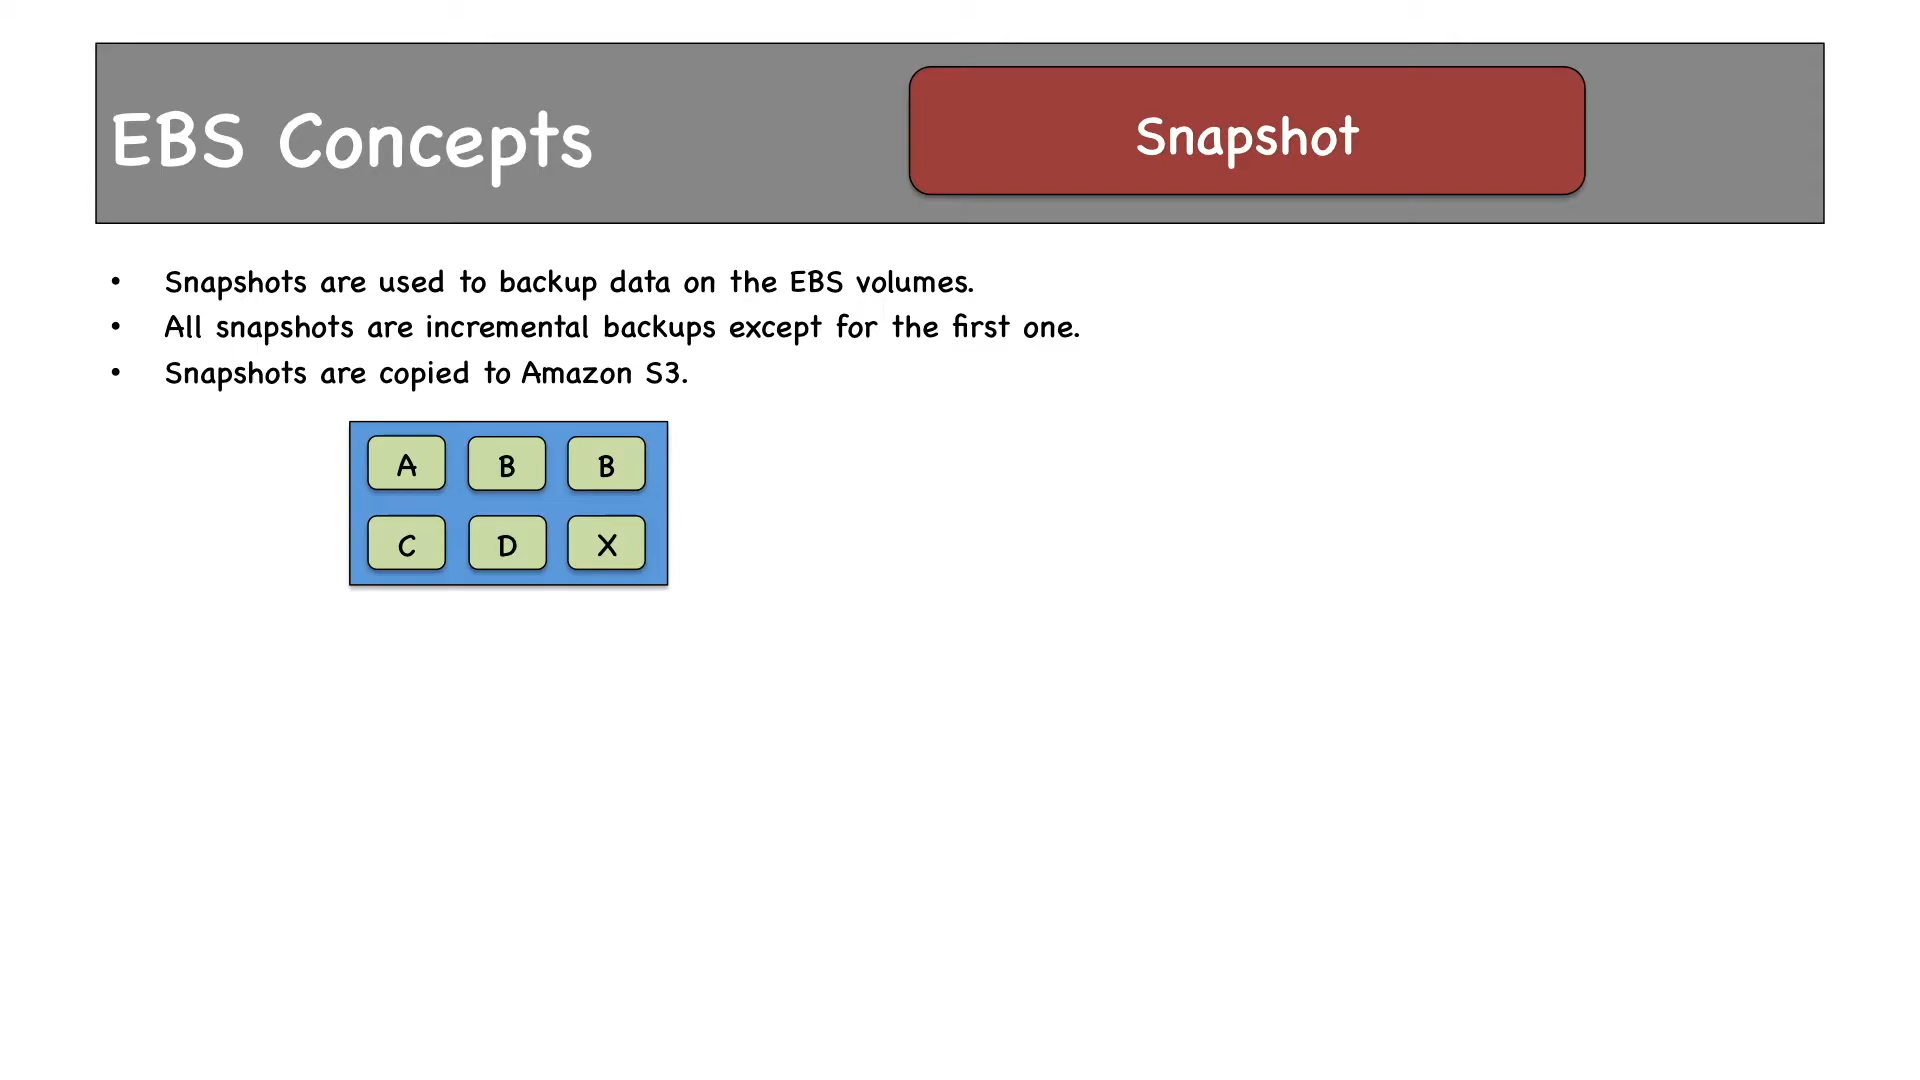 EBS Concepts
Snapshot
• Snapshots are used to backup data on the EBS volumes.
• All snapshots are incremental backups except for the first one.
• Snapshots are copied to Amazon S3.
A B B
C D X